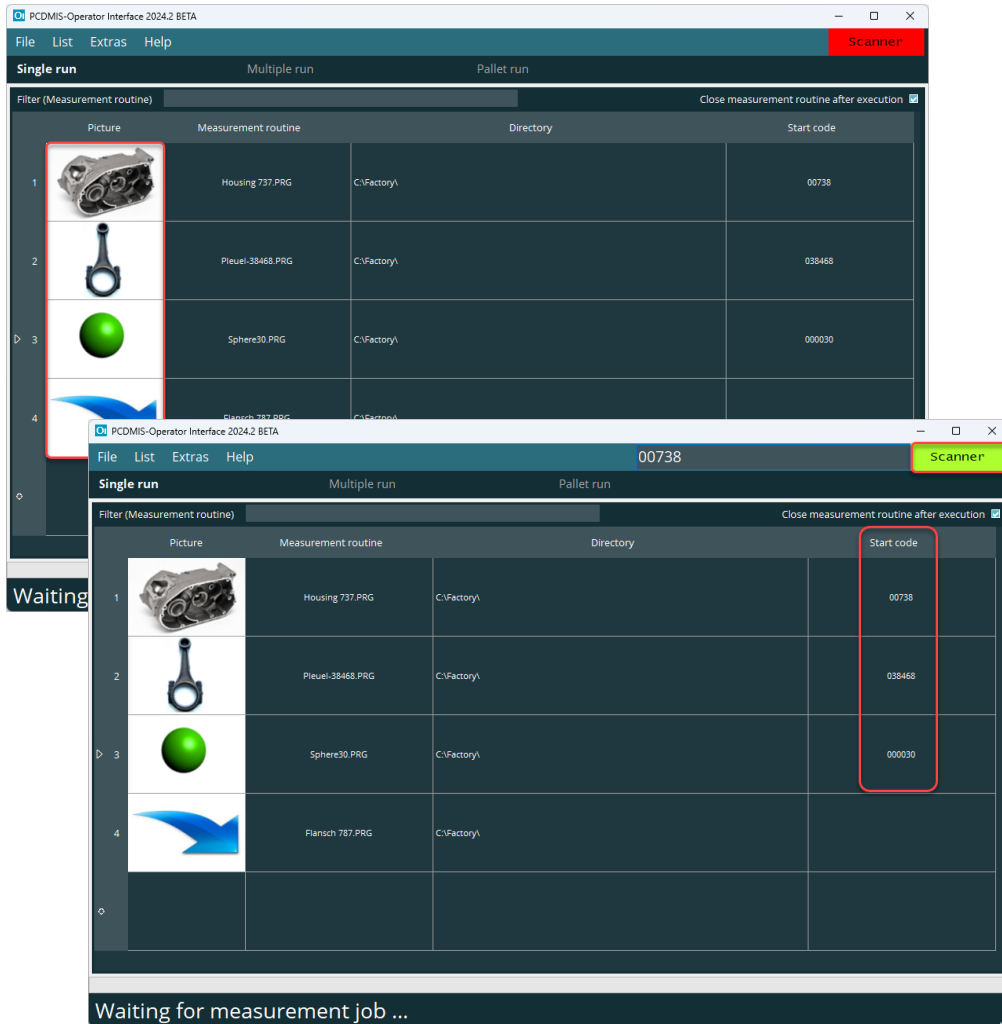 PCDMIS-Operator Interface 2024.2 BETA
File List Extras Help Scanner
Single run Multiple run Pallet run
Filter (Measurement routine) Close measurement routine after execution
Picture Measurement routine Directory Start code
1 Housing 737.PRG C:\Factory\ 00738
2 Pleuel-38468.PRG C:\Factory\ 038468
3 Sphere30.PRG C:\Factory\ 000030
4 Flansch 787.PRG C:\Factory\
Waiting
PCDMIS-Operator Interface 2024.2 BETA
File List Extras Help 00738 Scanner
Single run Multiple run Pallet run
Filter (Measurement routine) Close measurement routine after execution
Picture Measurement routine Directory Start code
1 Housing 737.PRG C:\Factory\ 00738
2 Pleuel-38468.PRG C:\Factory\ 038468
3 Sphere30.PRG C:\Factory\ 000030
4 Flansch 787.PRG C:\Factory\
Waiting for measurement job ...